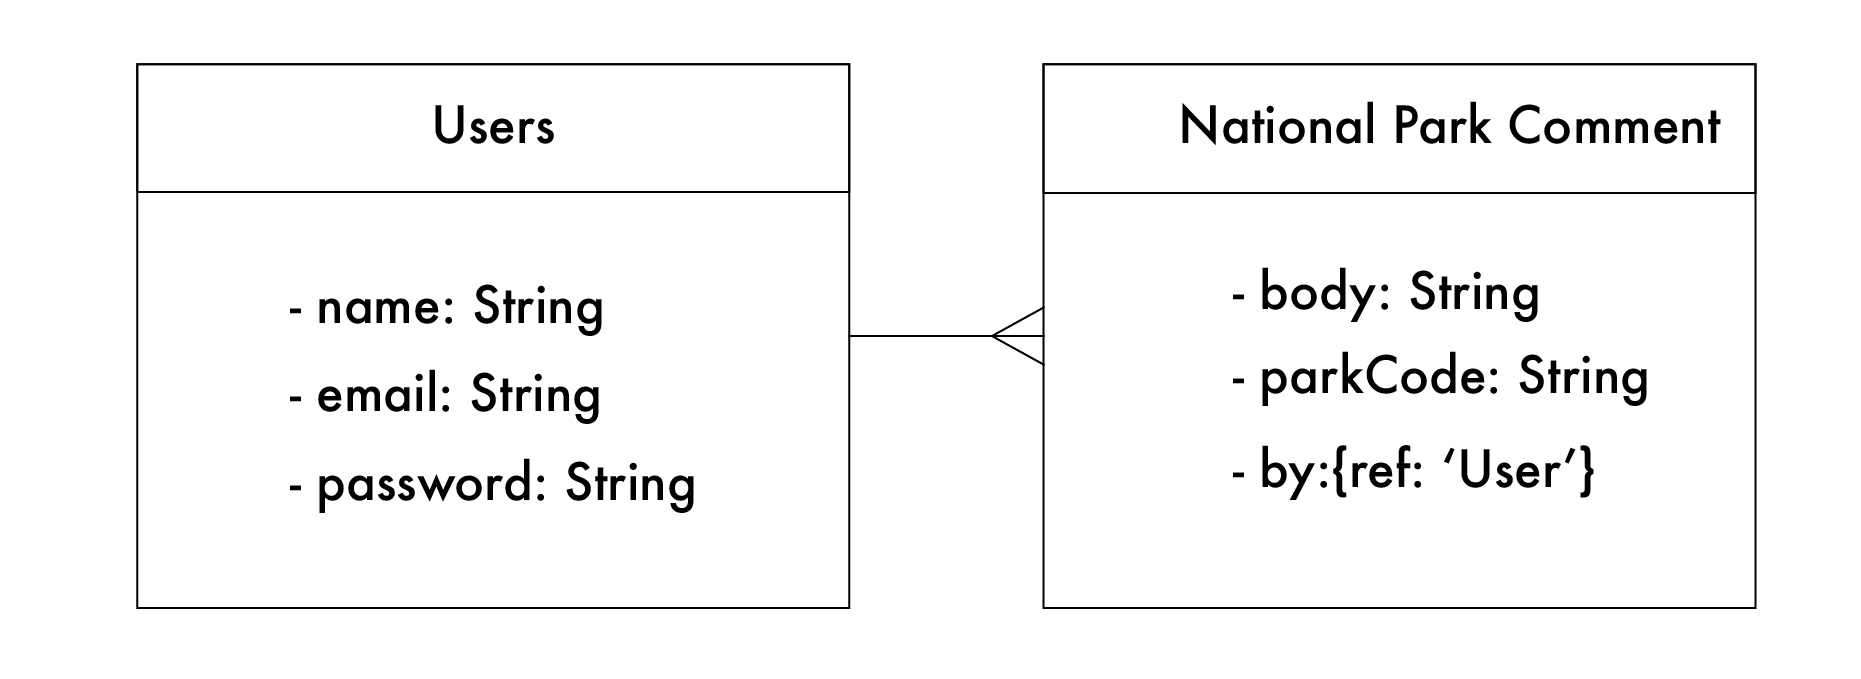 Users
- name: String
- email: String
- password: String
National Park Comment
- body: String
- parkCode: String
- by:{ref: ‘User’}